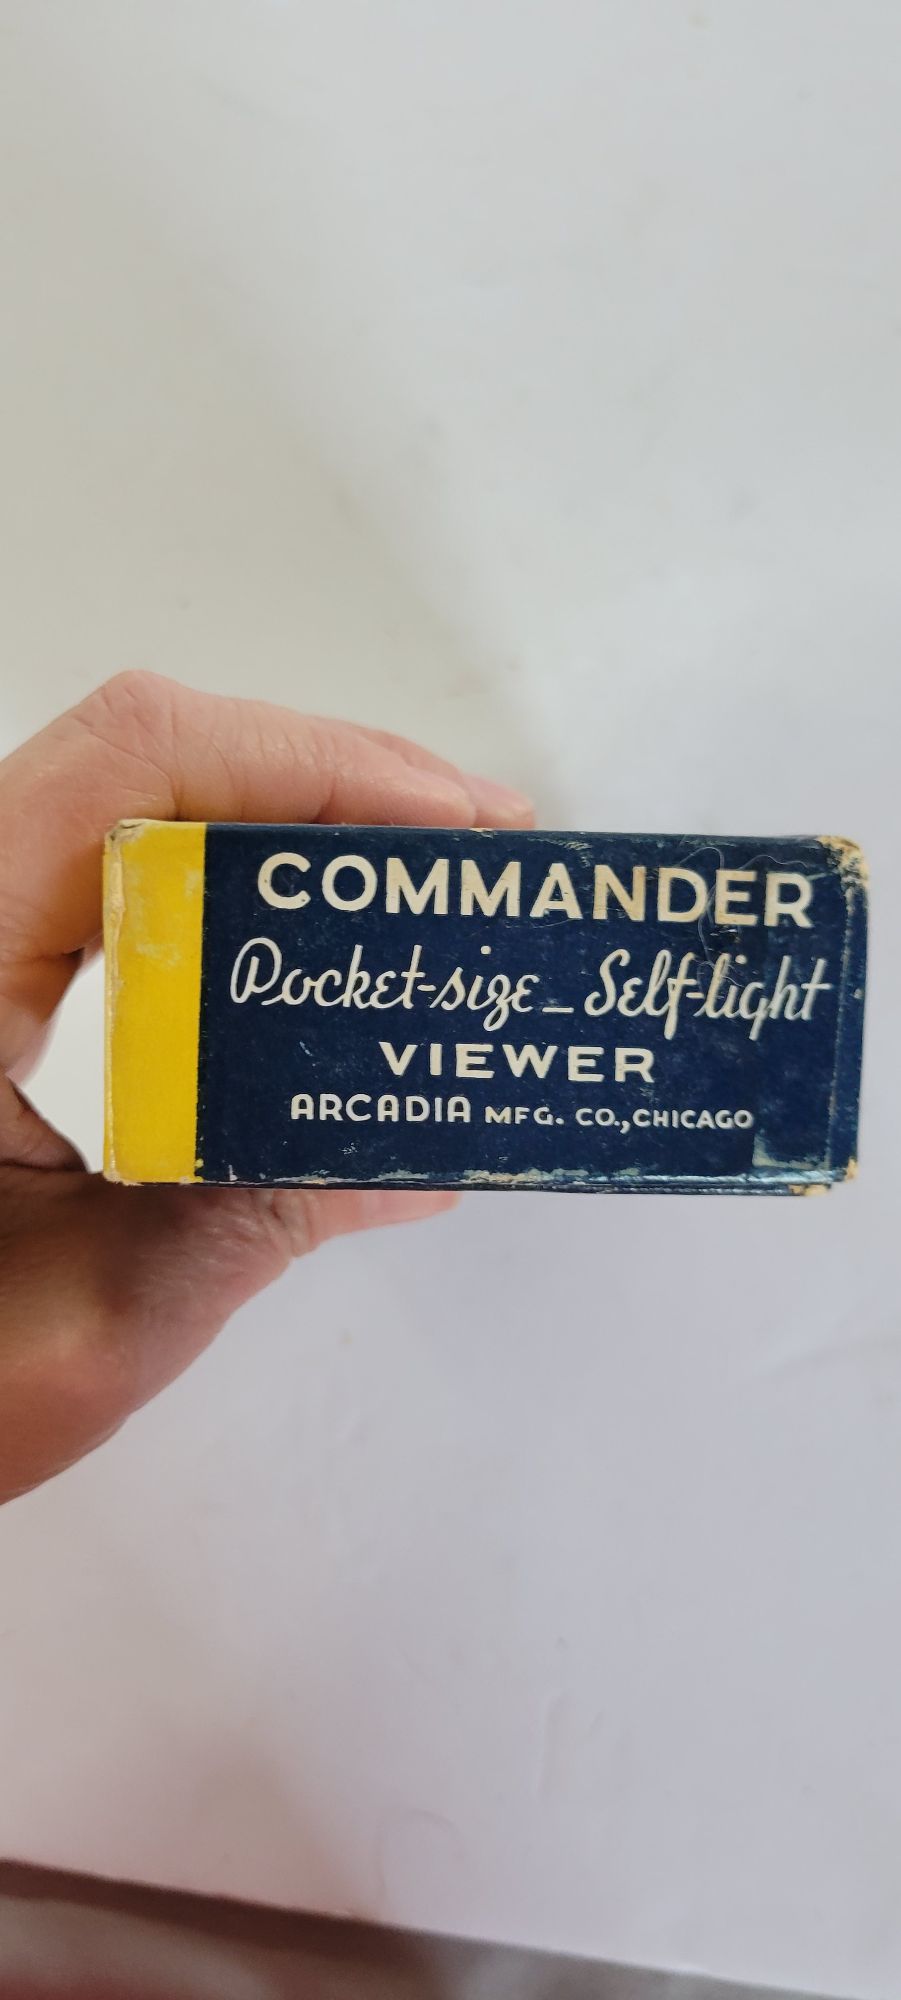 COMMANDER
Pocket-size - Self-light
VIEWER
ARCADIA MFG. CO., CHICAGO